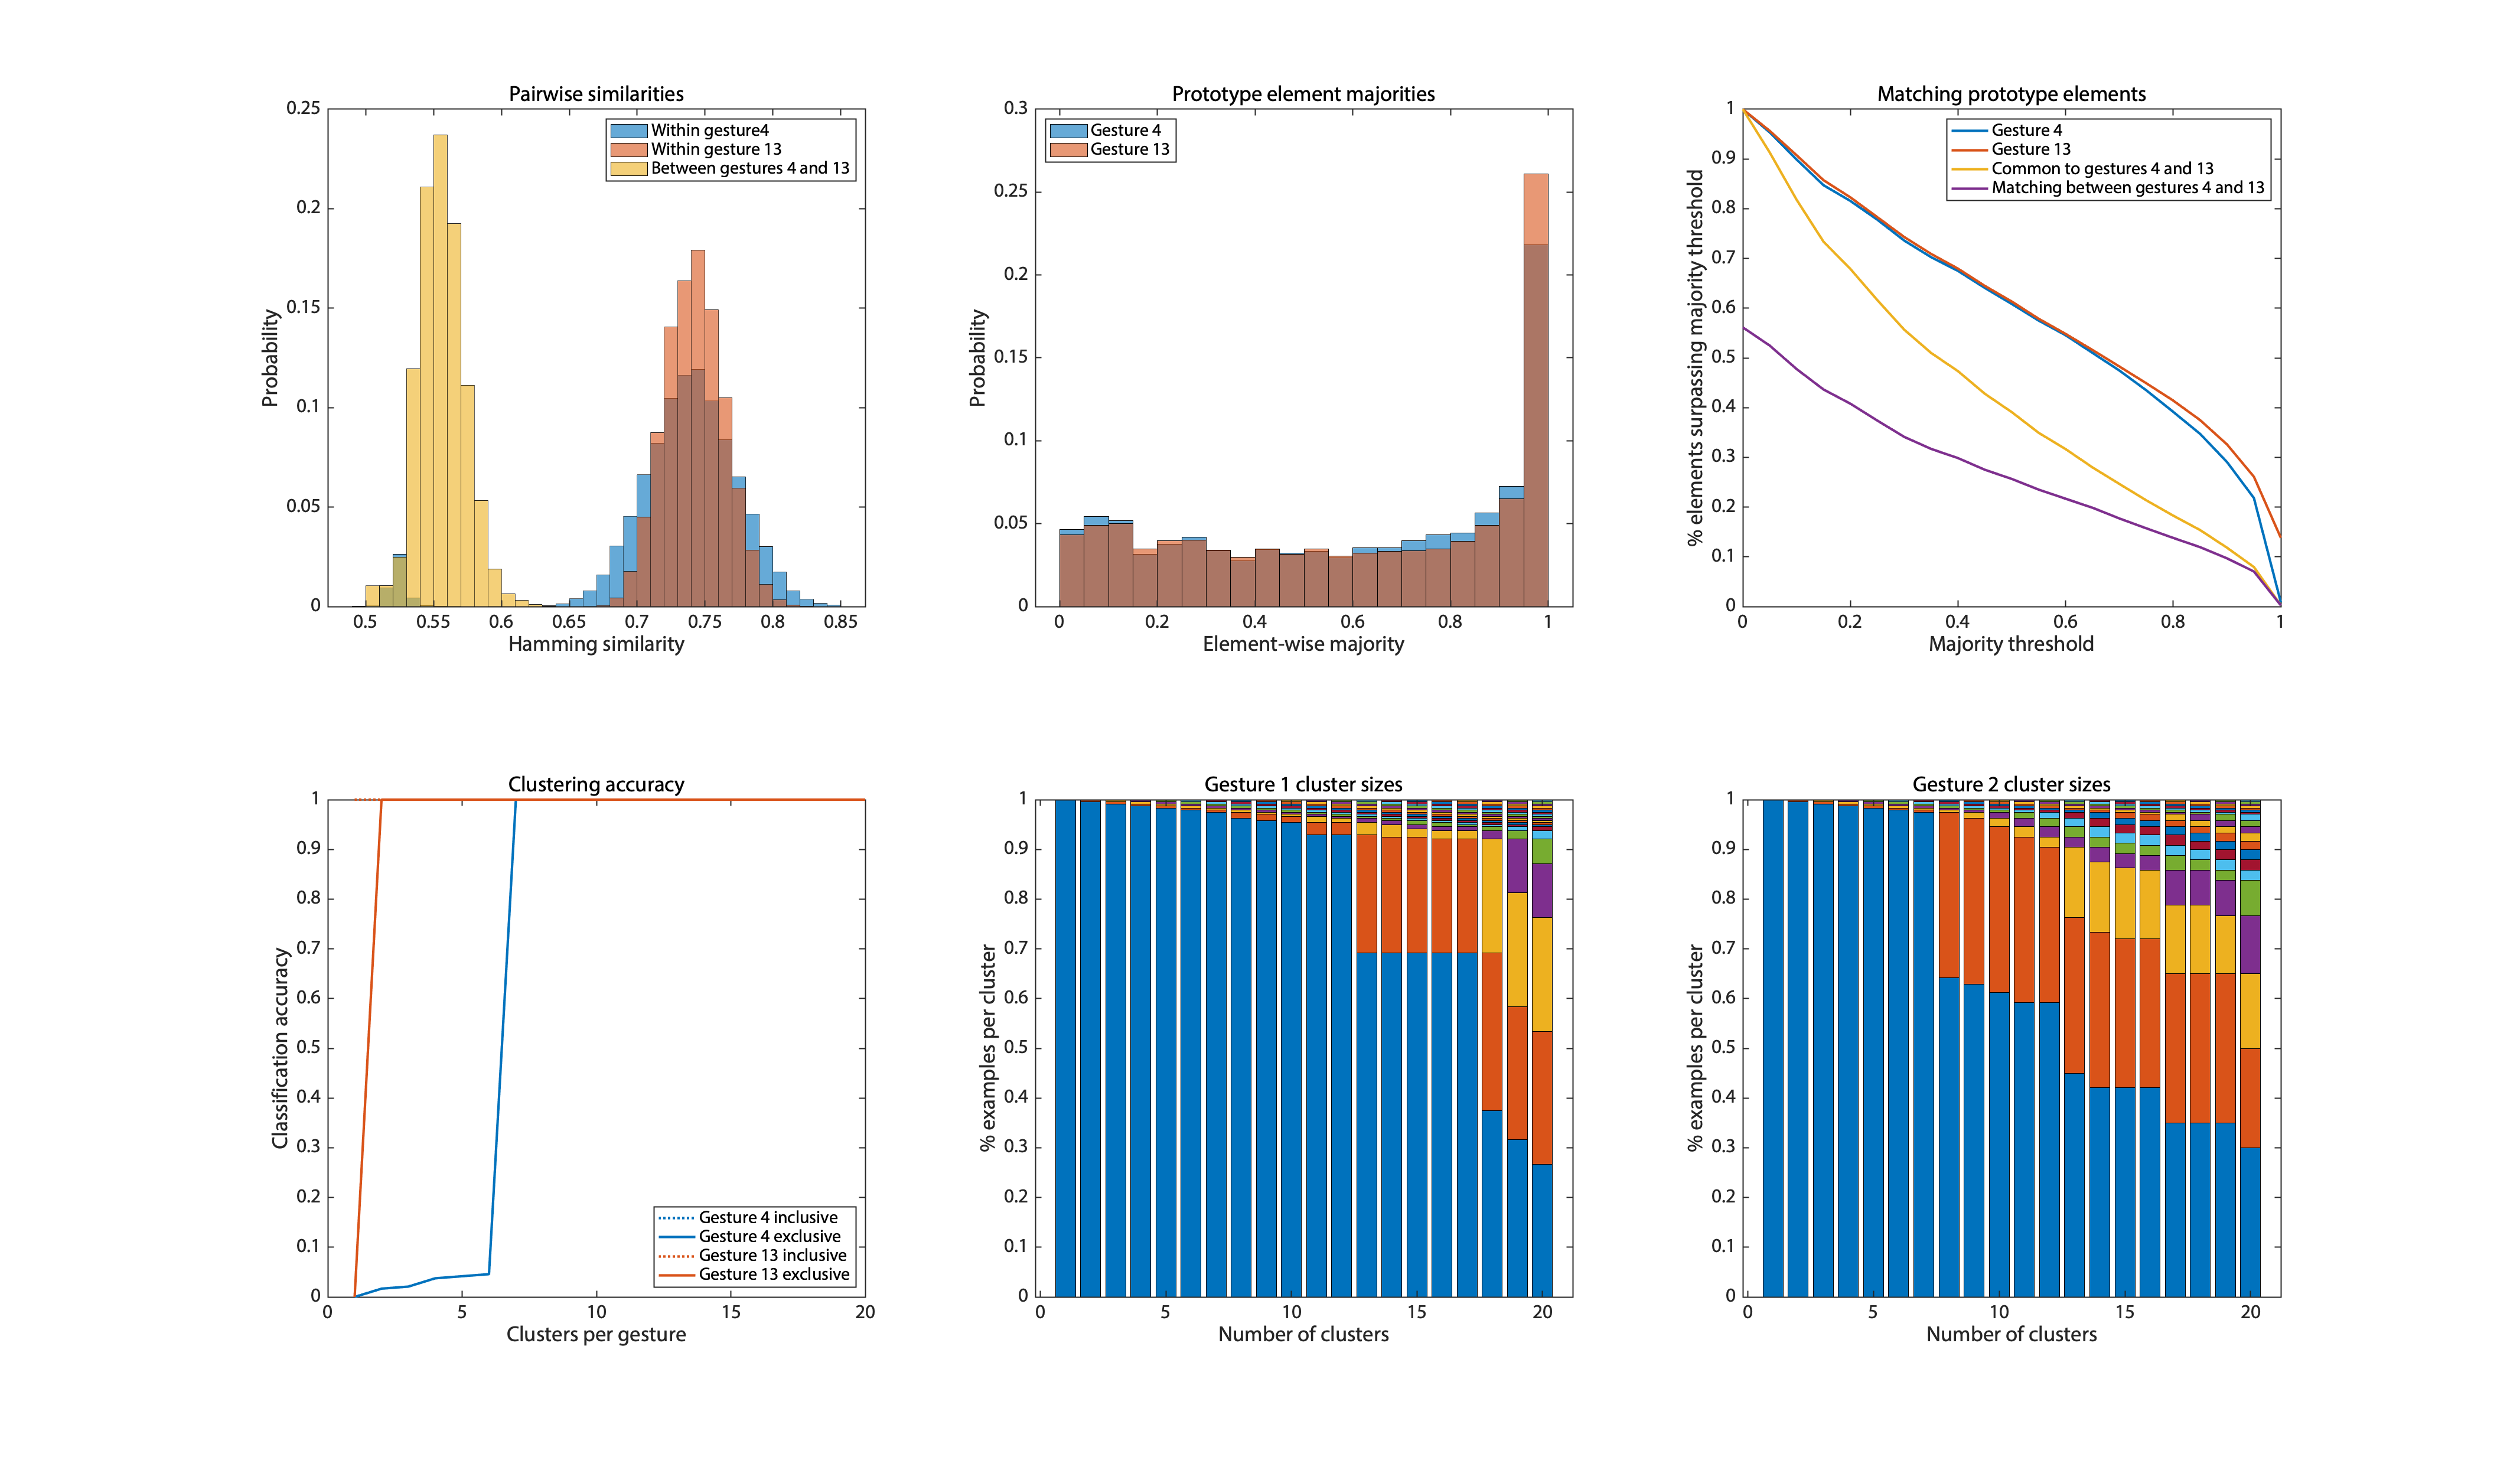 Pairwise similarities
0.25
0.2
0.15
0.1
0.05
0
Probability
Within gesture4
Within gesture 13
Between gestures 4 and 13
0.5 0.55 0.6 0.65 0.7 0.75 0.8 0.85
Hamming similarity
Prototype element majorities
0.3
0.25
0.2
0.15
0.1
0.05
0
Probability
Gesture 4
Gesture 13
0 0.2 0.4 0.6 0.8 1
Element-wise majority
Matching prototype elements
1
0.9
0.8
0.7
0.6
0.5
0.4
0.3
0.2
0.1
0
% elements surpassing majority threshold
Gesture 4
Gesture 13
Common to gestures 4 and 13
Matching between gestures 4 and 13
0 0.2 0.4 0.6 0.8 1
Majority threshold
Clustering accuracy
1
0.9
0.8
0.7
0.6
0.5
0.4
0.3
0.2
0.1
0
Classification accuracy
Gesture 4 inclusive
Gesture 4 exclusive
Gesture 13 inclusive
Gesture 13 exclusive
0 5 10 15 20
Clusters per gesture
Gesture 1 cluster sizes
1
0.9
0.8
0.7
0.6
0.5
0.4
0.3
0.2
0.1
0
% examples per cluster
0 5 10 15 20
Number of clusters
Gesture 2 cluster sizes
1
0.9
0.8
0.7
0.6
0.5
0.4
0.3
0.2
0.1
0
% examples per cluster
0 5 10 15 20
Number of clusters